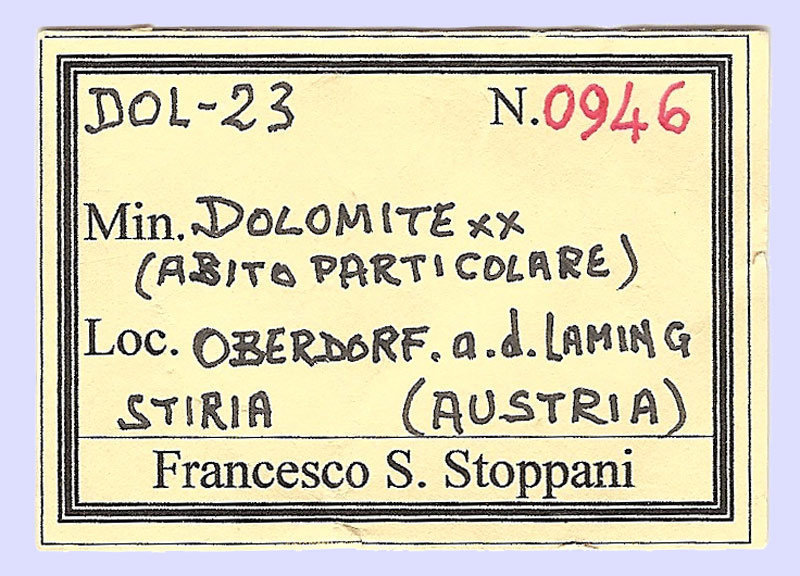 DOL-23 N.0946
Min. DOLOMITE xx
(ABITO PARTICOLARE)
Loc. OBERDORF. a.d. LAMING
STIRIA (AUSTRIA)
Francesco S. Stoppani